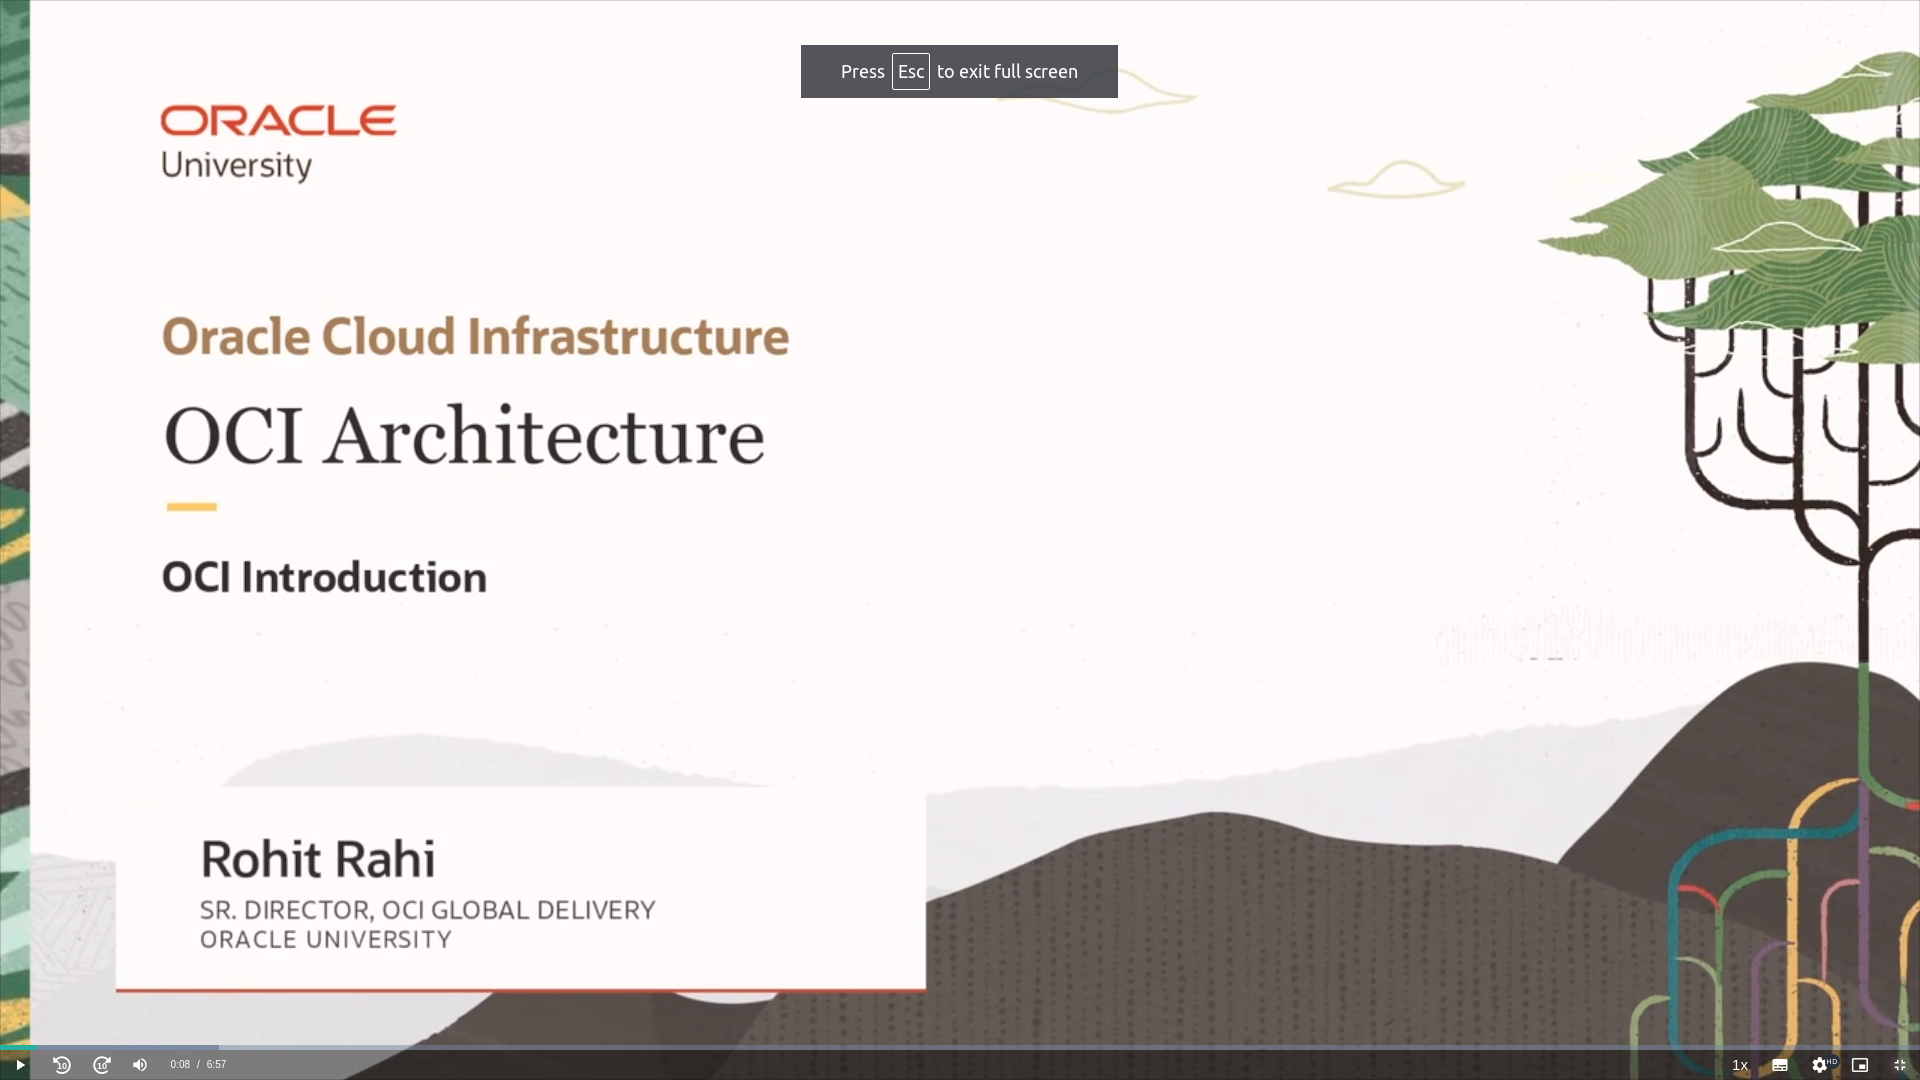 Press Esc to exit full screen
ORACLE
University
Oracle Cloud Infrastructure
OCI Architecture
OCI Introduction
Rohit Rahi
SR. DIRECTOR, OCI GLOBAL DELIVERY
ORACLE UNIVERSITY
10 10 0:08 / 6:57 1x HD